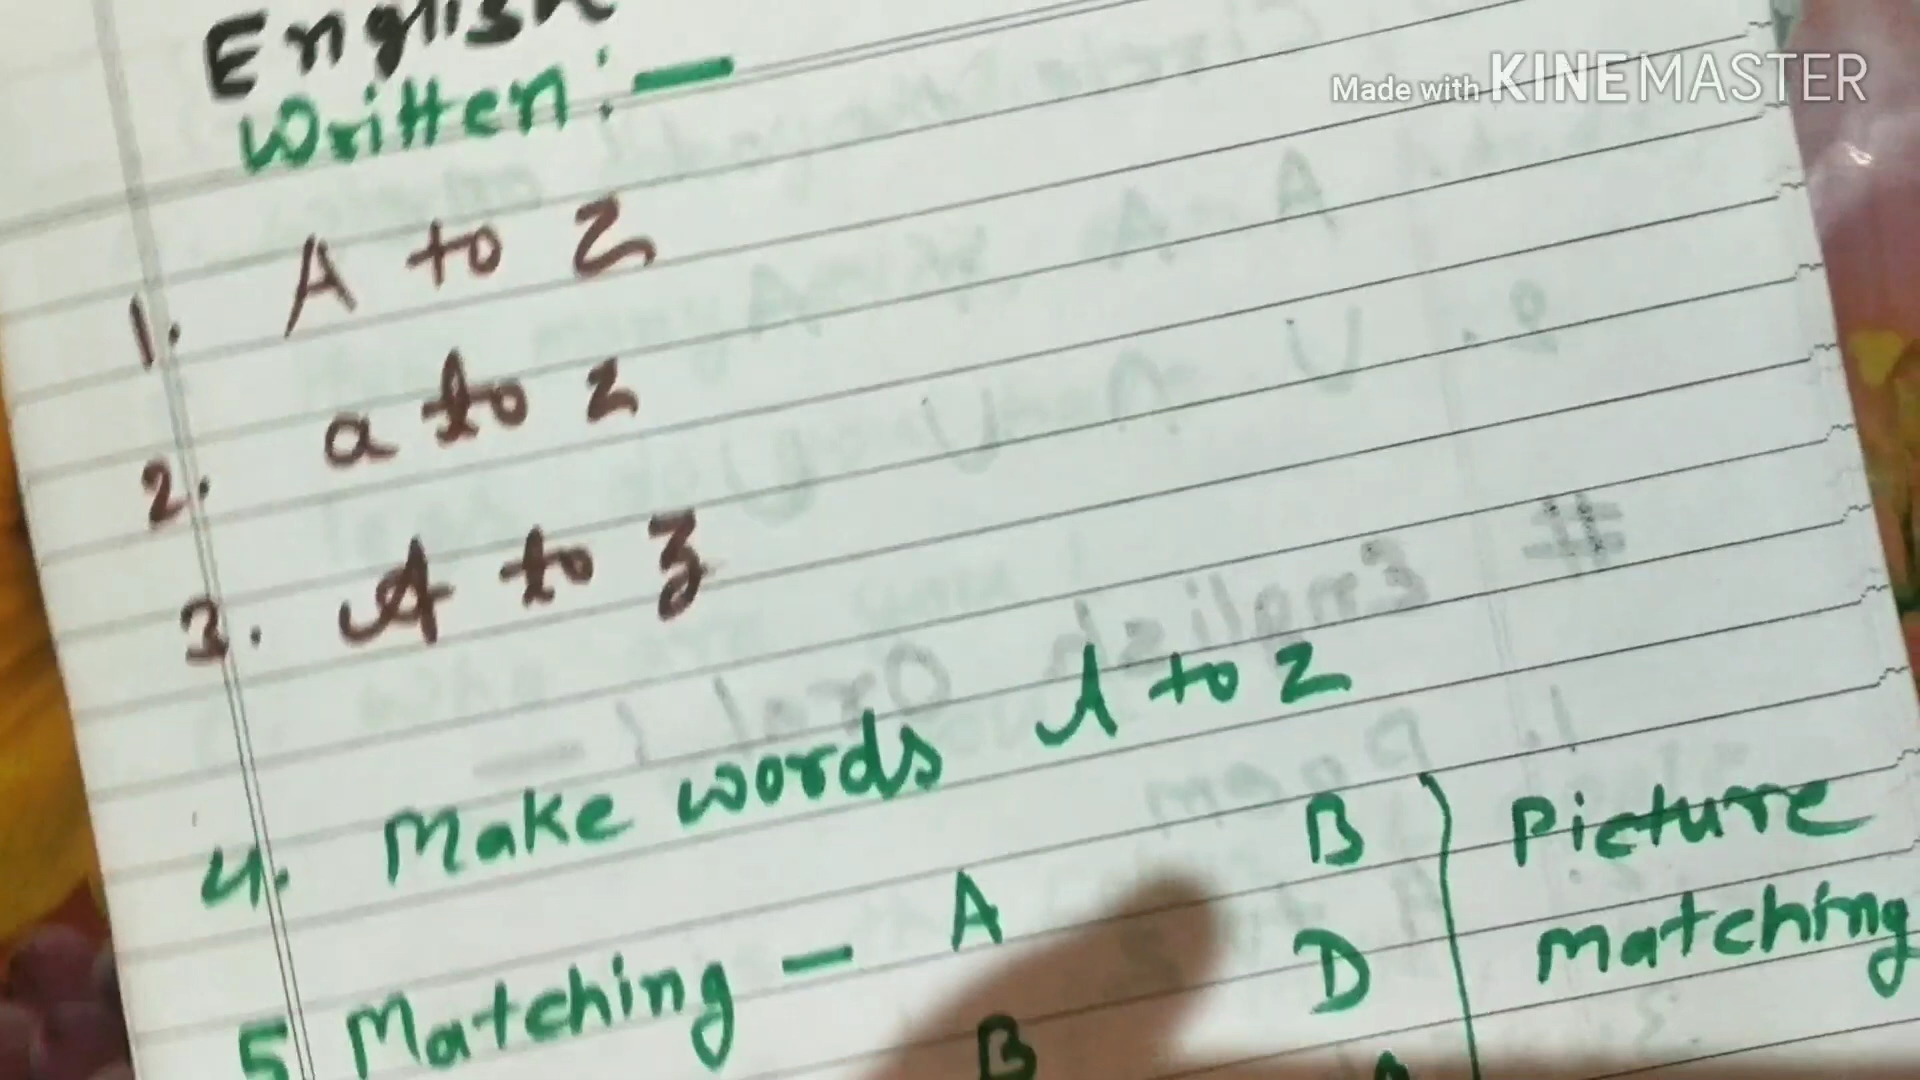 English
Made with KINEMASTER
Written:—
1. A to Z
2. a to z
3. A to Z
4. Make words A to Z
5 Matching — A B Picture
B D Matching